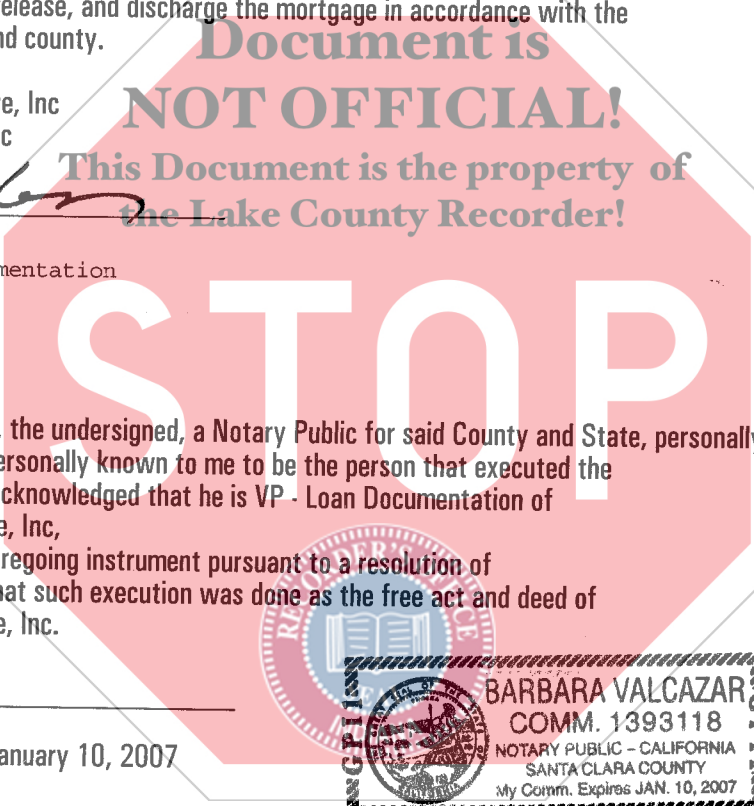 elease, and discharge the mortgage in accordance with the
nd county.
Document is
NOT OFFICIAL!
e, Inc
c
This Document is the property of
the Lake County Recorder!
mentation
STOP
, the undersigned, a Notary Public for said County and State, personally
ersonally known to me to be the person that executed the
cknowledged that he is VP - Loan Documentation of
e, Inc,
regoing instrument pursuant to a resolution of
hat such execution was done as the free act and deed of
e, Inc.
RECORDER'S OFFICE
BARBARA VALCAZAR
COMM. 1393118
NOTARY PUBLIC - CALIFORNIA
SANTA CLARA COUNTY
My Comm. Expires JAN. 10, 2007
anuary 10, 2007